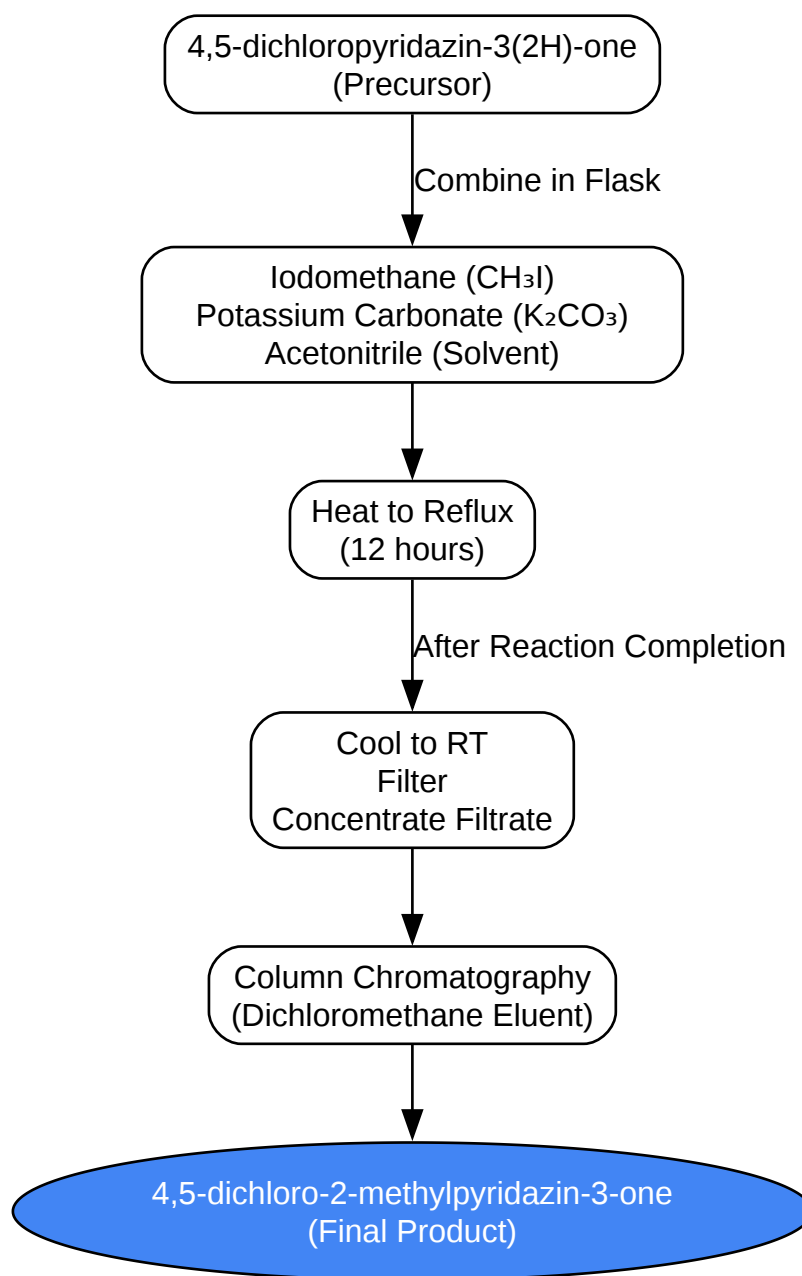 4,5-dichloropyridazin-3(2H)-one
(Precursor)
Combine in Flask
Iodomethane (CH₃I)
Potassium Carbonate (K₂CO₃)
Acetonitrile (Solvent)
Heat to Reflux
(12 hours)
After Reaction Completion
Cool to RT
Filter
Concentrate Filtrate
Column Chromatography
(Dichloromethane Eluent)
4,5-dichloro-2-methylpyridazin-3-one
(Final Product)